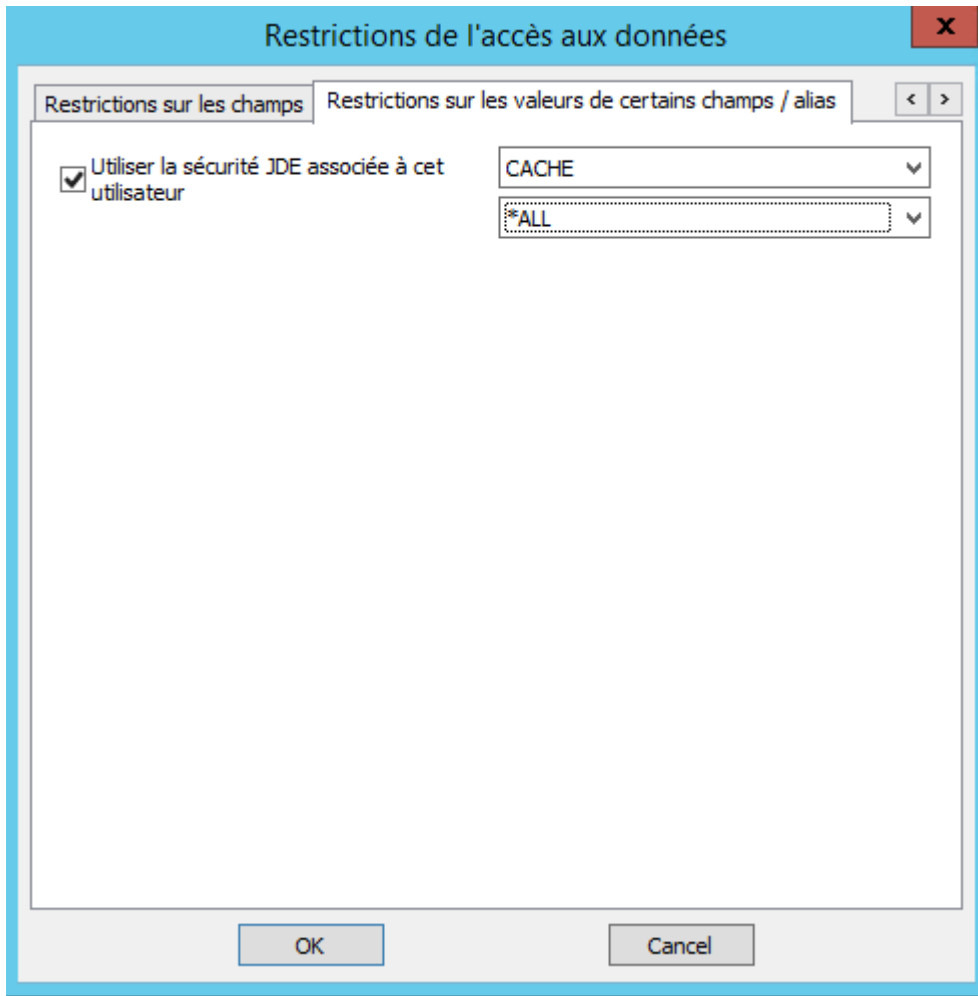 Restrictions de l'accès aux données
x
Restrictions sur les champs Restrictions sur les valeurs de certains champs / alias < >
Utiliser la sécurité JDE associée à cet
utilisateur
CACHE
*ALL
OK Cancel